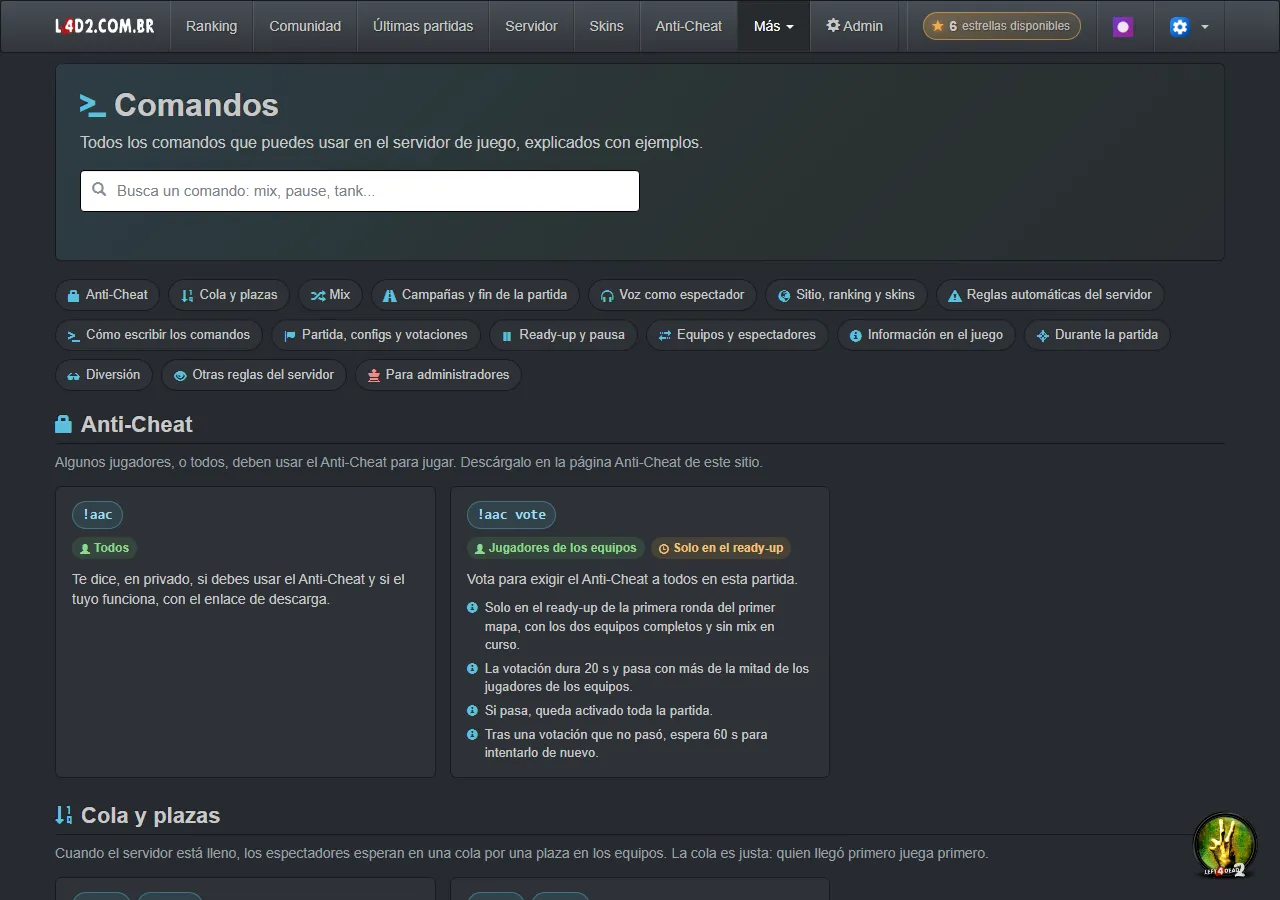 L4D2.COM.BR Ranking Comunidad Últimas partidas Servidor Skins Anti-Cheat Más Admin 6 estrellas disponibles
Comandos
Todos los comandos que puedes usar en el servidor de juego, explicados con ejemplos.
Busca un comando: mix, pause, tank...
Anti-Cheat Cola y plazas Mix Campañas y fin de la partida Voz como espectador Sitio, ranking y skins Reglas automáticas del servidor
Cómo escribir los comandos Partida, configs y votaciones Ready-up y pausa Equipos y espectadores Información en el juego Durante la partida
Diversión Otras reglas del servidor Para administradores
Anti-Cheat
Algunos jugadores, o todos, deben usar el Anti-Cheat para jugar. Descárgalo en la página Anti-Cheat de este sitio.
!aac
Todos
Te dice, en privado, si debes usar el Anti-Cheat y si el
tuyo funciona, con el enlace de descarga.
!aac vote
Jugadores de los equipos Solo en el ready-up
Vota para exigir el Anti-Cheat a todos en esta partida.
Solo en el ready-up de la primera ronda del primer
mapa, con los dos equipos completos y sin mix en
curso.
La votación dura 20 s y pasa con más de la mitad de los
jugadores de los equipos.
Si pasa, queda activado toda la partida.
Tras una votación que no pasó, espera 60 s para
intentarlo de nuevo.
Cola y plazas
Cuando el servidor está lleno, los espectadores esperan en una cola por una plaza en los equipos. La cola es justa: quien llegó primero juega primero.
LEFT 4 DEAD 2